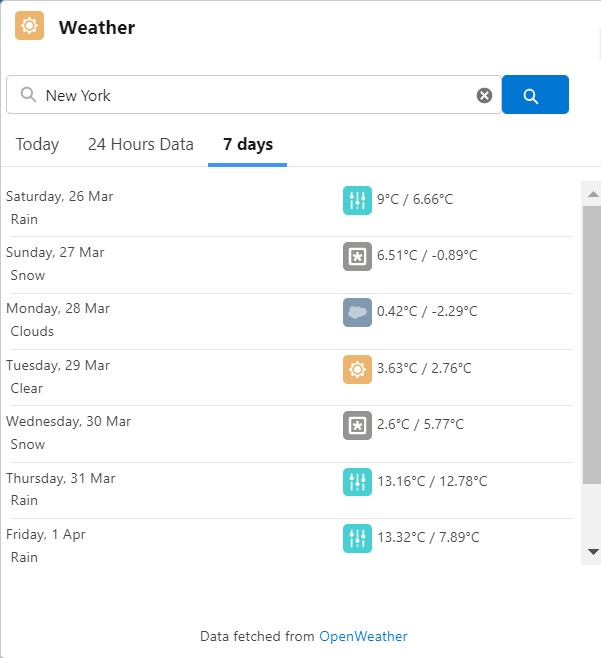 Weather
New York
Today 24 Hours Data 7 days
Saturday, 26 Mar 9°C / 6.66°C
Rain
Sunday, 27 Mar 6.51°C / -0.89°C
Snow
Monday, 28 Mar 0.42°C / -2.29°C
Clouds
Tuesday, 29 Mar 3.63°C / 2.76°C
Clear
Wednesday, 30 Mar 2.6°C / 5.77°C
Snow
Thursday, 31 Mar 13.16°C / 12.78°C
Rain
Friday, 1 Apr 13.32°C / 7.89°C
Rain
Data fetched from OpenWeather